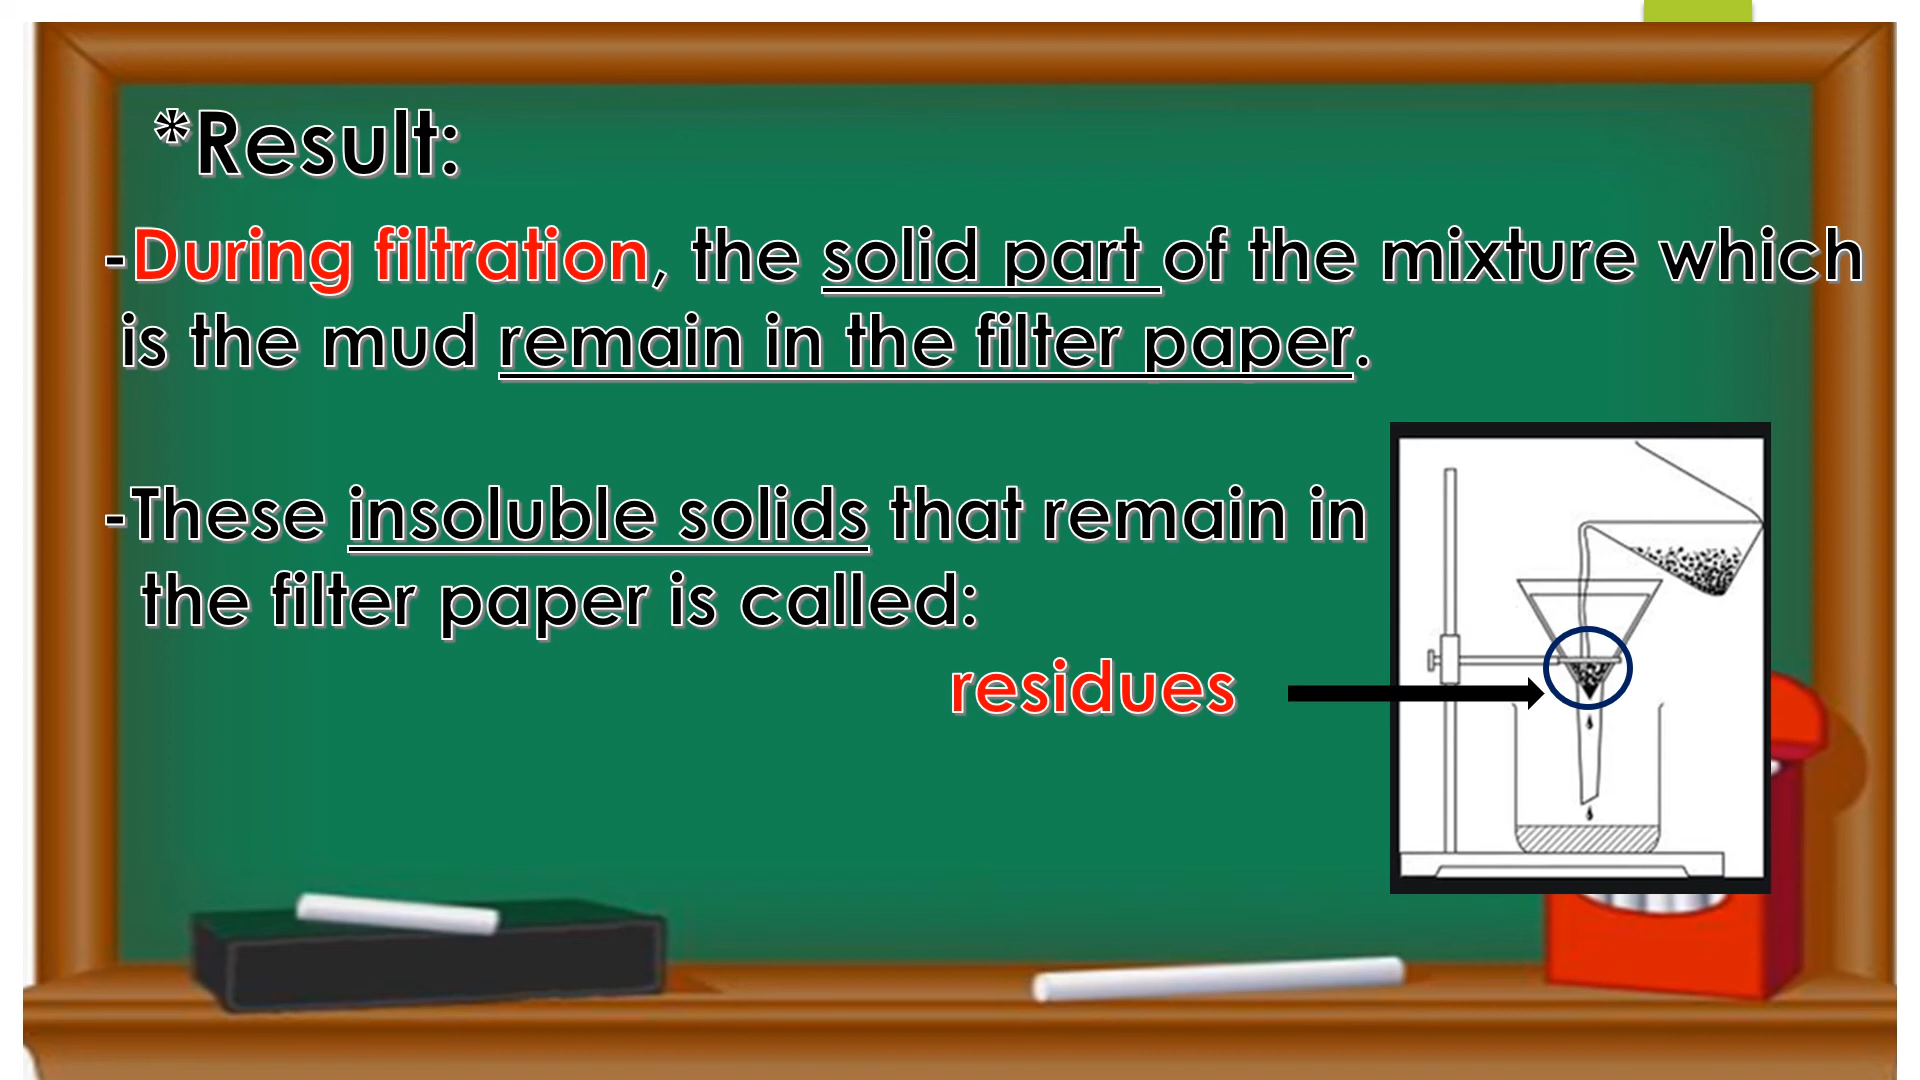 *Result:
-During filtration, the solid part of the mixture which
is the mud remain in the filter paper.
-These insoluble solids that remain in
the filter paper is called:
residues